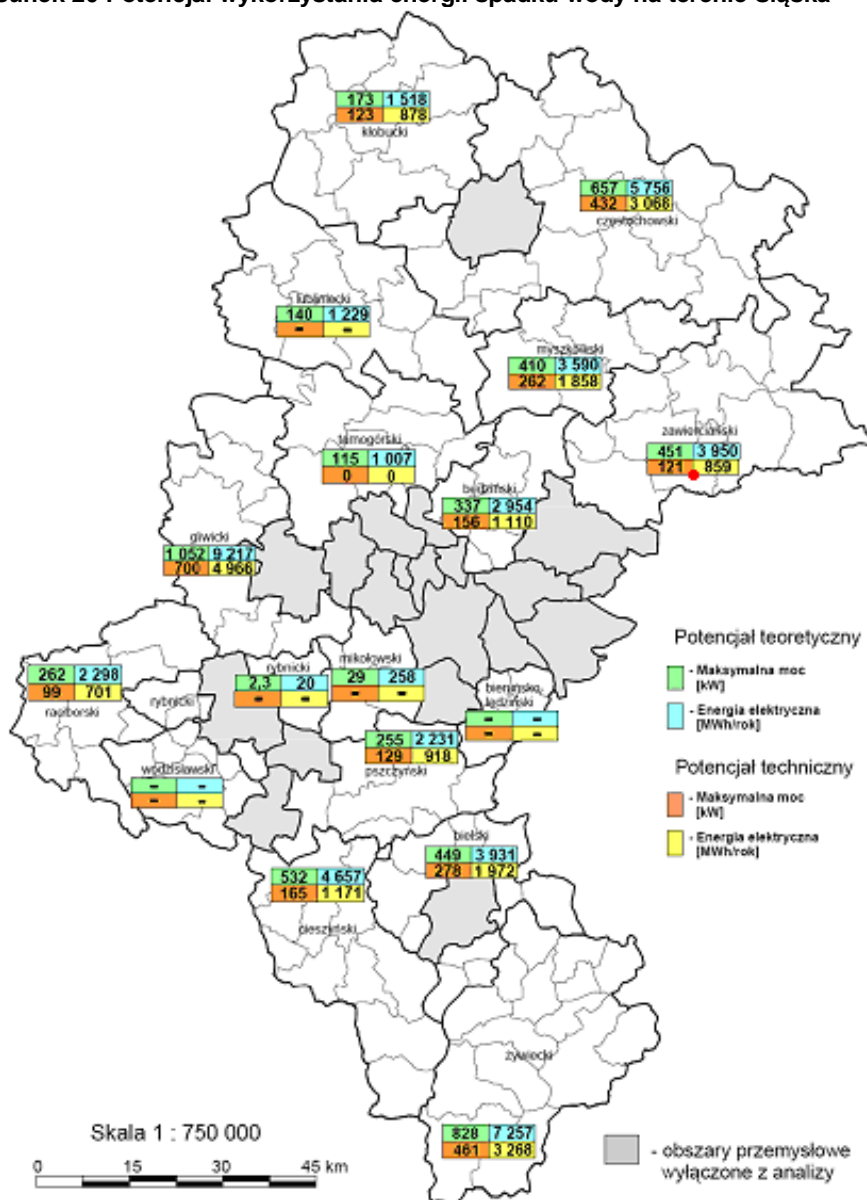 Potencjał wykorzystania energii spadku wody na terenie Śląska
173 1 518
123 878
kłobucki
657 5 756
432 3 068
częstochowski
lubliniecki
140 1 229
- -
myszkowski
410 3 590
262 1 858
zawierciański
451 3 950
121 859
tarnogórski
115 1 007
0 0
będziński
337 2 954
156 1 110
gliwicki
1 052 9 217
700 4 966
Potencjał teoretyczny
- Maksymalna moc
[kW]
- Energia elektryczna
[MWh/rok]
Potencjał techniczny
- Maksymalna moc
[kW]
- Energia elektryczna
[MWh/rok]
262 2 298
99 701
raciborski
rybnicki
rybnicki
2,3 20
- -
mikołowski
29 258
- -
lędziński
- -
- -
255 2 231
129 918
pszczyński
wodzisławski
- -
- -
bielski
449 3 931
278 1 972
532 4 657
165 1 171
cieszyński
żywiecki
828 7 257
461 3 268
Skala 1 : 750 000
0 15 30 45 km
- obszary przemysłowe
wyłączone z analizy